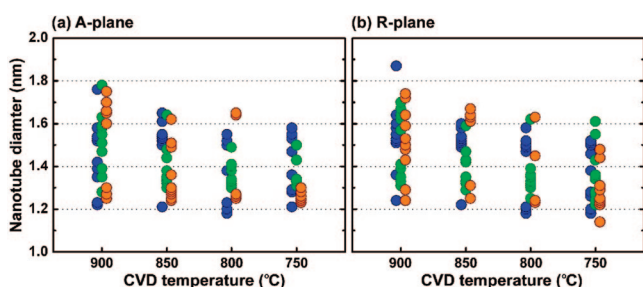 (a) A-plane
(b) R-plane
Nanotube diamter (nm)
2.0
1.8
1.6
1.4
1.2
1.0
900 850 800 750
900 850 800 750
CVD temperature (℃)
CVD temperature (℃)